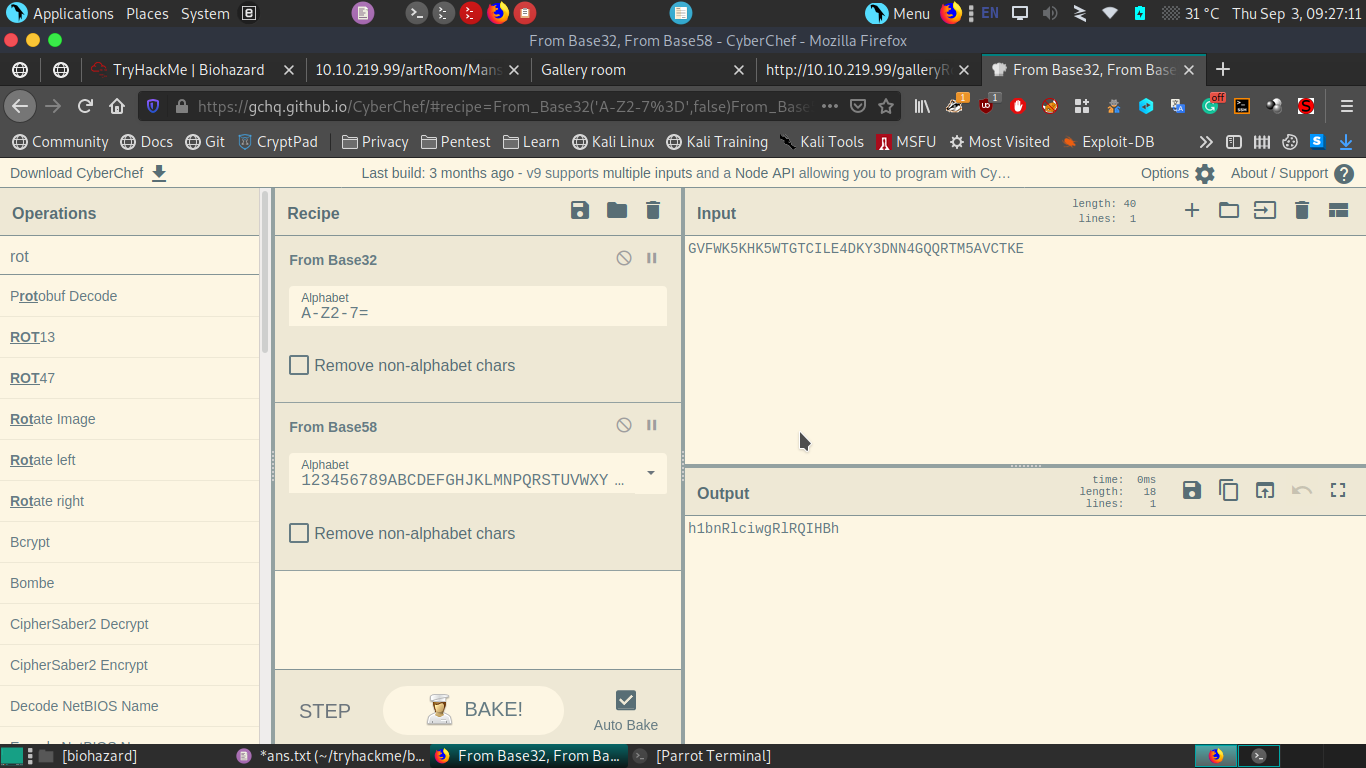 Applications Places System EN 31 °C Thu Sep 3, 09:27:11 Menu
From Base32, From Base58 - CyberChef - Mozilla Firefox
TryHackMe | Biohazard 10.10.219.99/artRoom/Mans Gallery room http://10.10.219.99/galleryR From Base32, From Base
https://gchq.github.io/CyberChef/#recipe=From_Base32('A-Z2-7%3D',false)From_Base 1 1 off
Community Docs Git CryptPad Privacy Pentest Learn Kali Linux Kali Training Kali Tools MSFU Most Visited Exploit-DB
Download CyberChef Last build: 3 months ago - v9 supports multiple inputs and a Node API allowing you to program with Cy… Options About / Support
Operations
rot
Protobuf Decode
ROT13
ROT47
Rotate Image
Rotate left
Rotate right
Bcrypt
Bombe
CipherSaber2 Decrypt
CipherSaber2 Encrypt
Decode NetBIOS Name
Recipe
From Base32
Alphabet
A-Z2-7=
Remove non-alphabet chars
From Base58
Alphabet
123456789ABCDEFGHJKLMNPQRSTUVWXY …
Remove non-alphabet chars
STEP BAKE! Auto Bake
Input length: 40
lines: 1
GVFWK5KHK5WTGTCILE4DKY3DNN4GQQRTM5AVCTKE
Output time: 0ms
length: 18
lines: 1
h1bnRlciwgRlRQIHBh
[biohazard] *ans.txt (~/tryhackme/b... From Base32, From Ba... [Parrot Terminal]